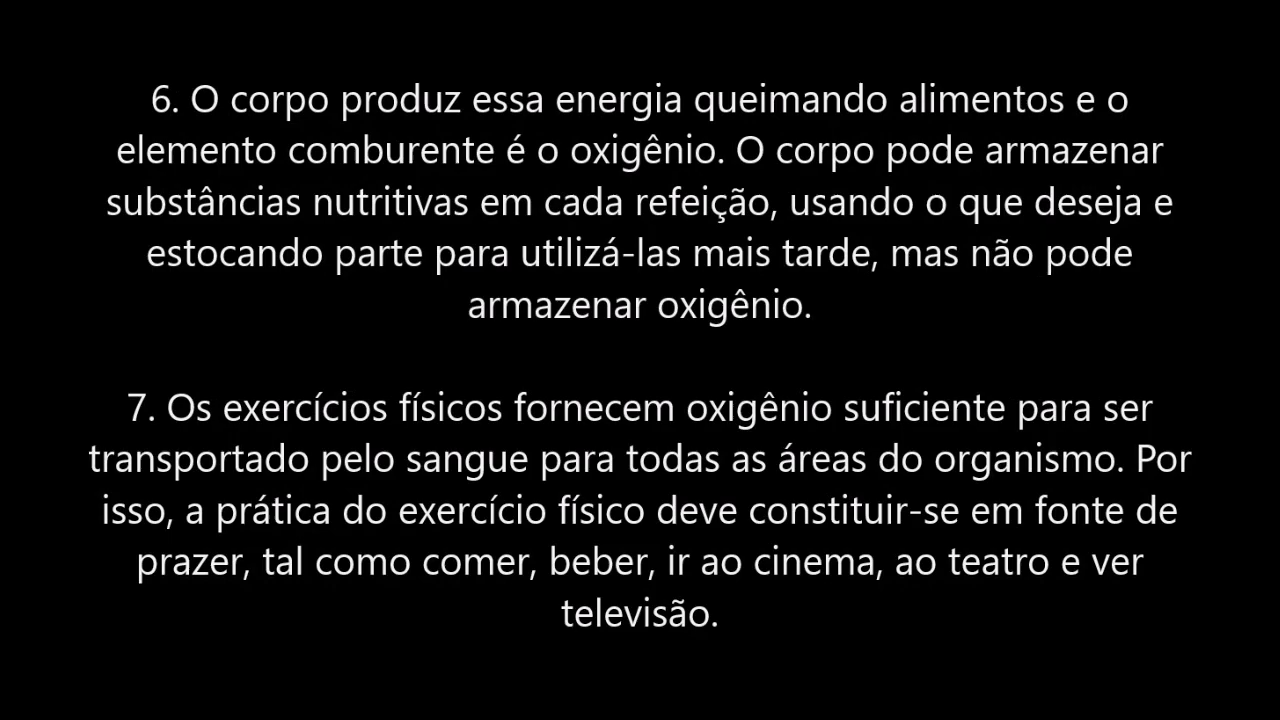 6. O corpo produz essa energia queimando alimentos e o
elemento comburente é o oxigênio. O corpo pode armazenar
substâncias nutritivas em cada refeição, usando o que deseja e
estocando parte para utilizá-las mais tarde, mas não pode
armazenar oxigênio.
7. Os exercícios físicos fornecem oxigênio suficiente para ser
transportado pelo sangue para todas as áreas do organismo. Por
isso, a prática do exercício físico deve constituir-se em fonte de
prazer, tal como comer, beber, ir ao cinema, ao teatro e ver
televisão.